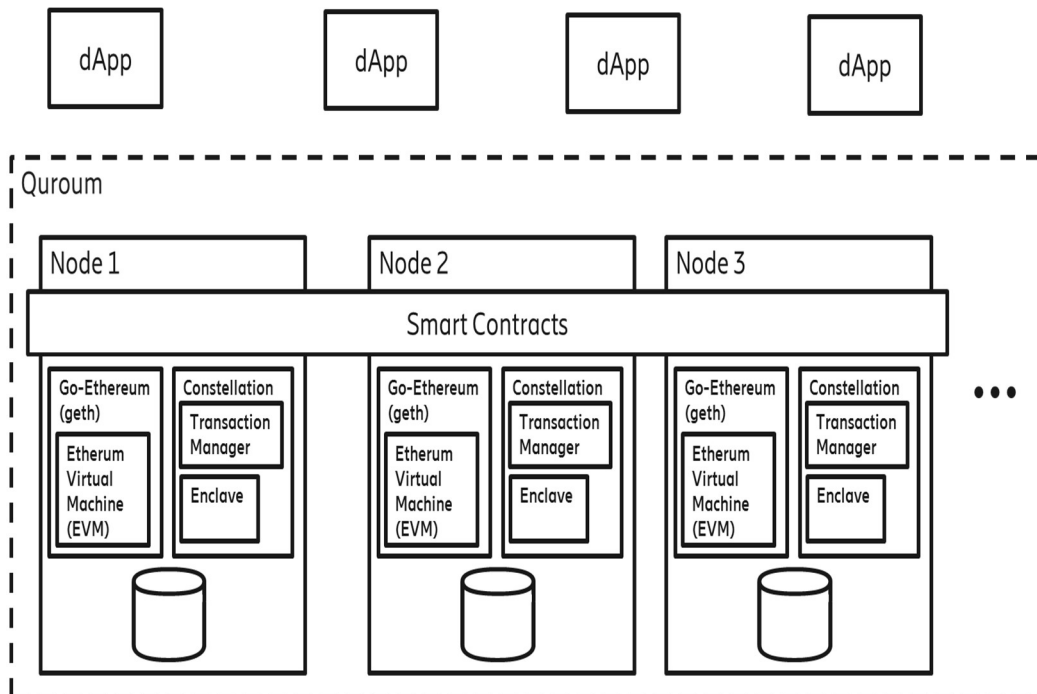 dApp
dApp
dApp
dApp
Quroum
Node 1
Node 2
Node 3
Smart Contracts
Go-Ethereum
(geth)
Etherum
Virtual
Machine
(EVM)
Constellation
Transaction
Manager
Enclave
Go-Ethereum
(geth)
Etherum
Virtual
Machine
(EVM)
Constellation
Transaction
Manager
Enclave
Go-Ethereum
(geth)
Etherum
Virtual
Machine
(EVM)
Constellation
Transaction
Manager
Enclave
•••